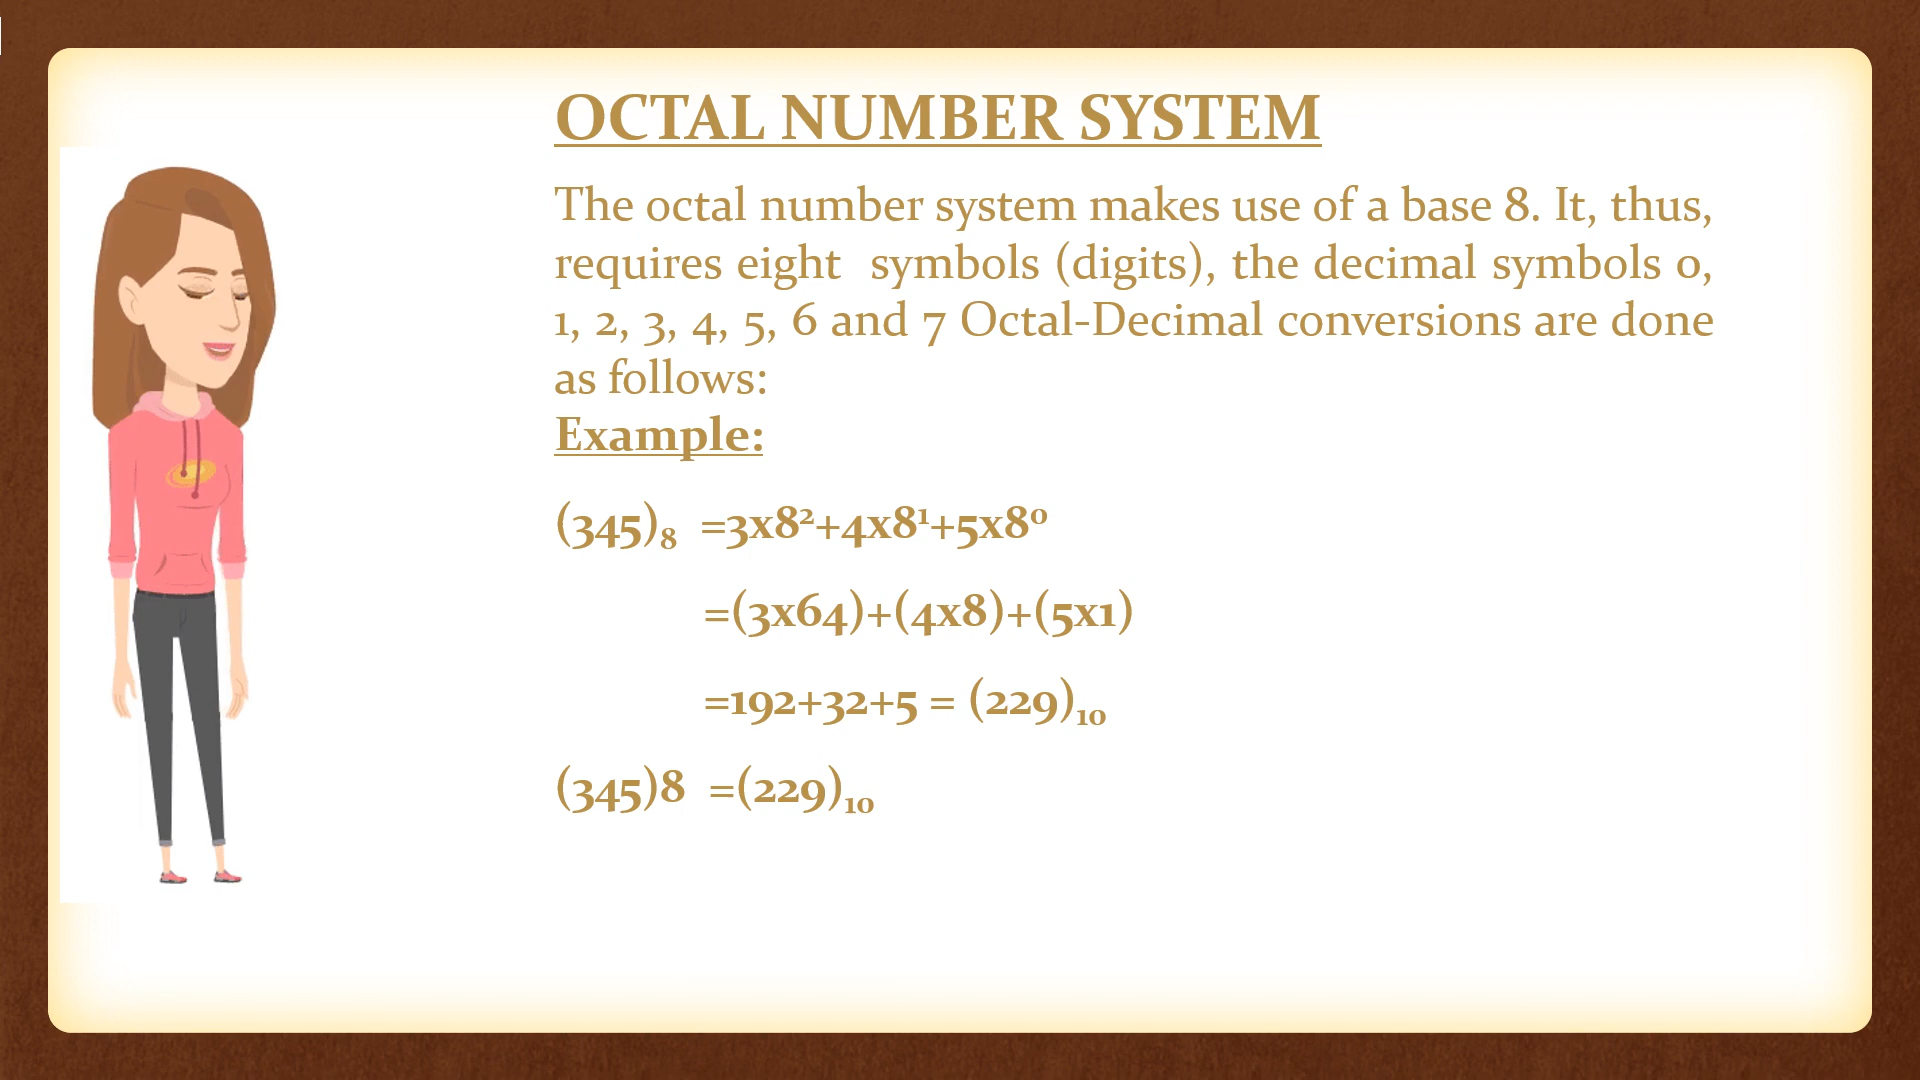 OCTAL NUMBER SYSTEM
The octal number system makes use of a base 8. It, thus,
requires eight  symbols (digits), the decimal symbols 0,
1, 2, 3, 4, 5, 6 and 7 Octal-Decimal conversions are done
as follows:
Example:
(345)₈  =3x8²+4x8¹+5x8⁰
=(3x64)+(4x8)+(5x1)
=192+32+5 = (229)₁₀
(345)8  =(229)₁₀